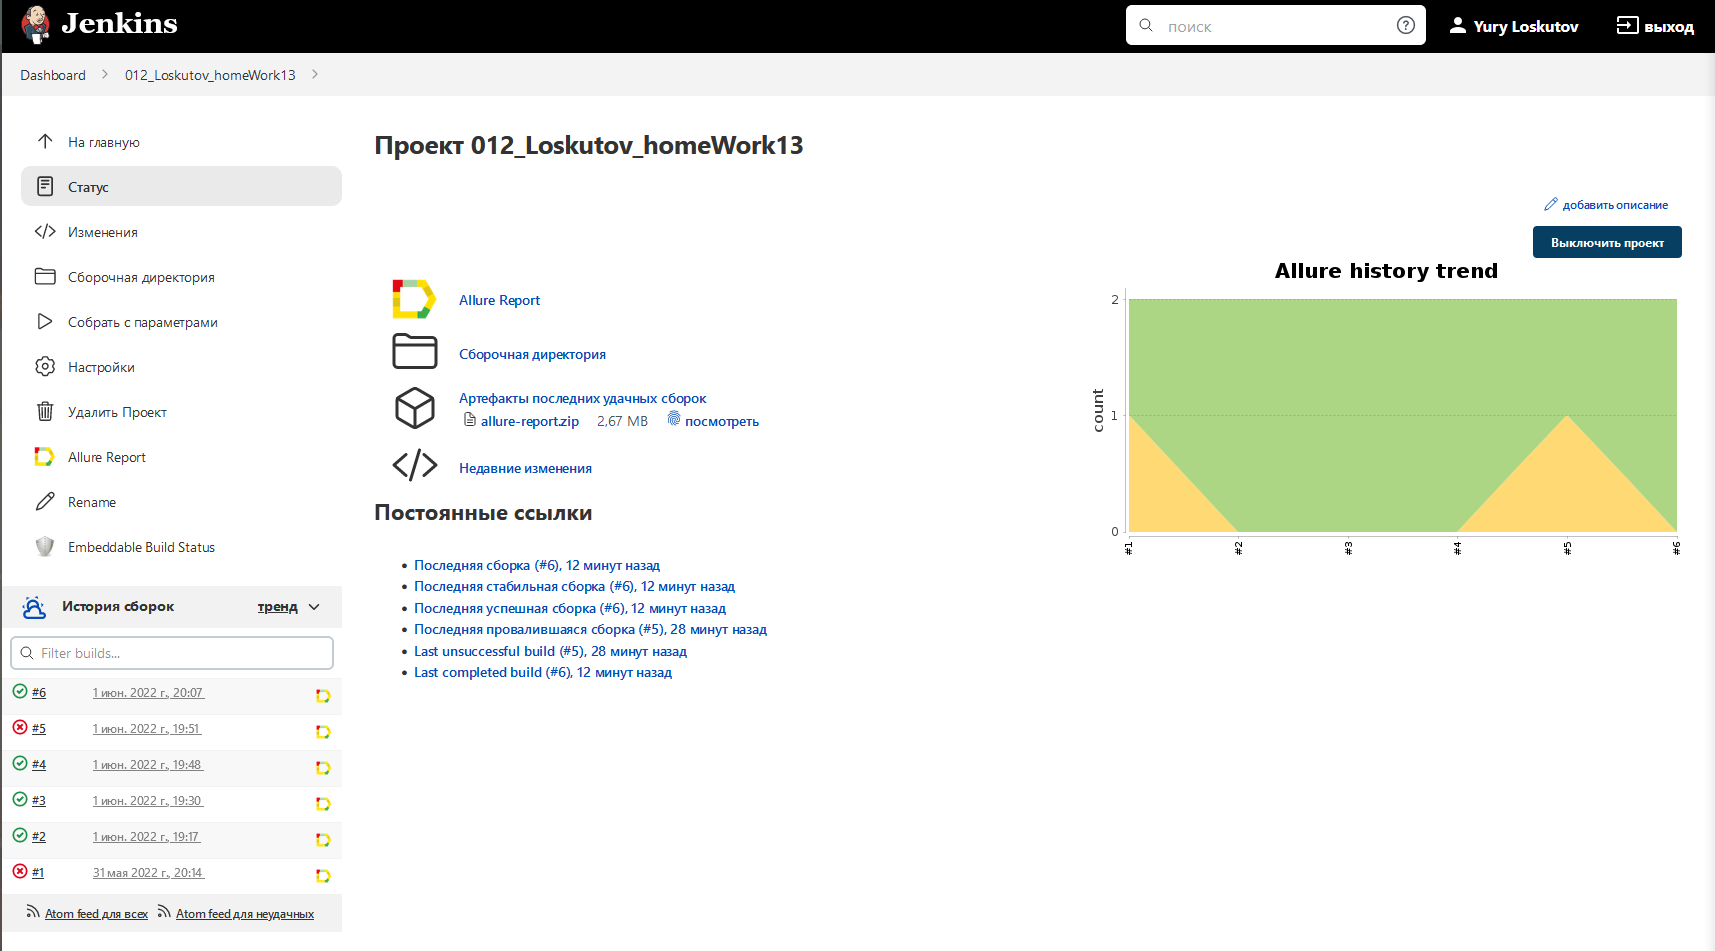 Jenkins
поиск
Yury Loskutov
выход
Dashboard
012_Loskutov_homeWork13
На главную
Статус
Изменения
Сборочная директория
Собрать с параметрами
Настройки
Удалить Проект
Allure Report
Rename
Embeddable Build Status
История сборок
тренд
Filter builds...
#6 1 июн. 2022 г., 20:07
#5 1 июн. 2022 г., 19:51
#4 1 июн. 2022 г., 19:48
#3 1 июн. 2022 г., 19:30
#2 1 июн. 2022 г., 19:17
#1 31 мая 2022 г., 20:14
Atom feed для всех Atom feed для неудачных
Проект 012_Loskutov_homeWork13
добавить описание
Выключить проект
Allure Report
Сборочная директория
Артефакты последних удачных сборок
allure-report.zip 2,67 MB посмотреть
Недавние изменения
Постоянные ссылки
Последняя сборка (#6), 12 минут назад
Последняя стабильная сборка (#6), 12 минут назад
Последняя успешная сборка (#6), 12 минут назад
Последняя провалившаяся сборка (#5), 28 минут назад
Last unsuccessful build (#5), 28 минут назад
Last completed build (#6), 12 минут назад
Allure history trend
count
2
1
0
#1 #2 #3 #4 #5 #6